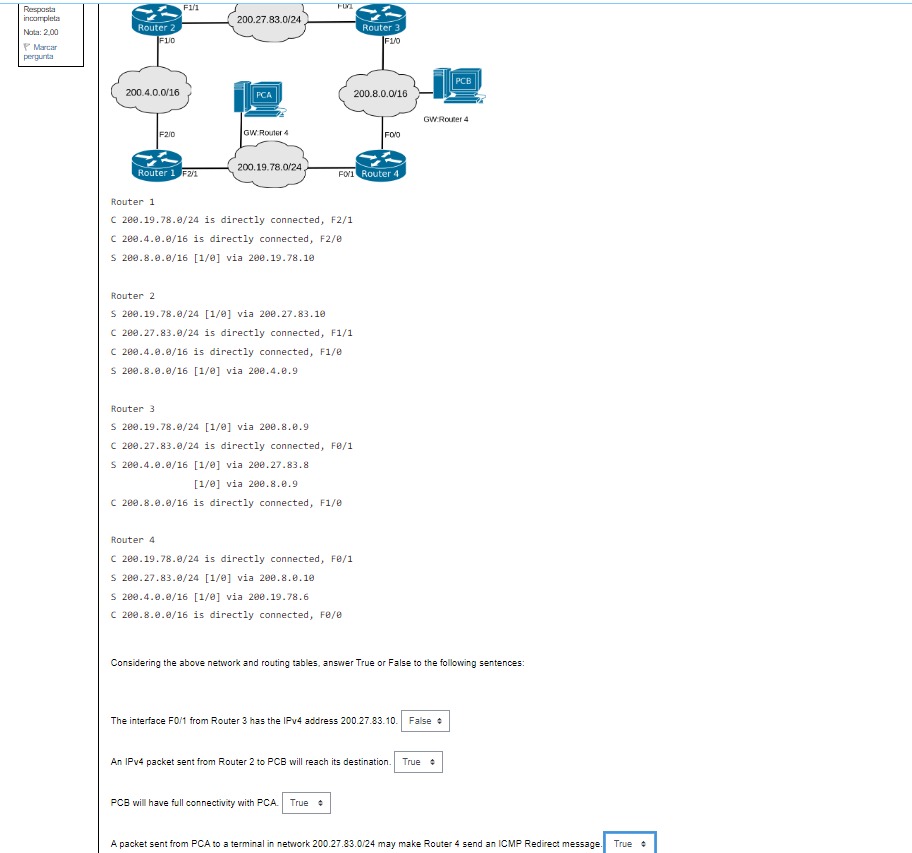 Resposta
incompleta
Nota: 2,00
Marcar
pergunta
F1/1
F0/1
Router 2
200.27.83.0/24
Router 3
F1/0
F1/0
200.4.0.0/16
PCA
200.8.0.0/16
PCB
GW:Router 4
F2/0
GW:Router 4
F0/0
Router 1
F2/1
200.19.78.0/24
F0/1
Router 4
Router 1
C 200.19.78.0/24 is directly connected, F2/1
C 200.4.0.0/16 is directly connected, F2/0
S 200.8.0.0/16 [1/0] via 200.19.78.10
Router 2
S 200.19.78.0/24 [1/0] via 200.27.83.10
C 200.27.83.0/24 is directly connected, F1/1
C 200.4.0.0/16 is directly connected, F1/0
S 200.8.0.0/16 [1/0] via 200.4.0.9
Router 3
S 200.19.78.0/24 [1/0] via 200.8.0.9
C 200.27.83.0/24 is directly connected, F0/1
S 200.4.0.0/16 [1/0] via 200.27.83.8
[1/0] via 200.8.0.9
C 200.8.0.0/16 is directly connected, F1/0
Router 4
C 200.19.78.0/24 is directly connected, F0/1
S 200.27.83.0/24 [1/0] via 200.8.0.10
S 200.4.0.0/16 [1/0] via 200.19.78.6
C 200.8.0.0/16 is directly connected, F0/0
Considering the above network and routing tables, answer True or False to the following sentences:
The interface F0/1 from Router 3 has the IPv4 address 200.27.83.10. False
An IPv4 packet sent from Router 2 to PCB will reach its destination. True
PCB will have full connectivity with PCA. True
A packet sent from PCA to a terminal in network 200.27.83.0/24 may make Router 4 send an ICMP Redirect message. True